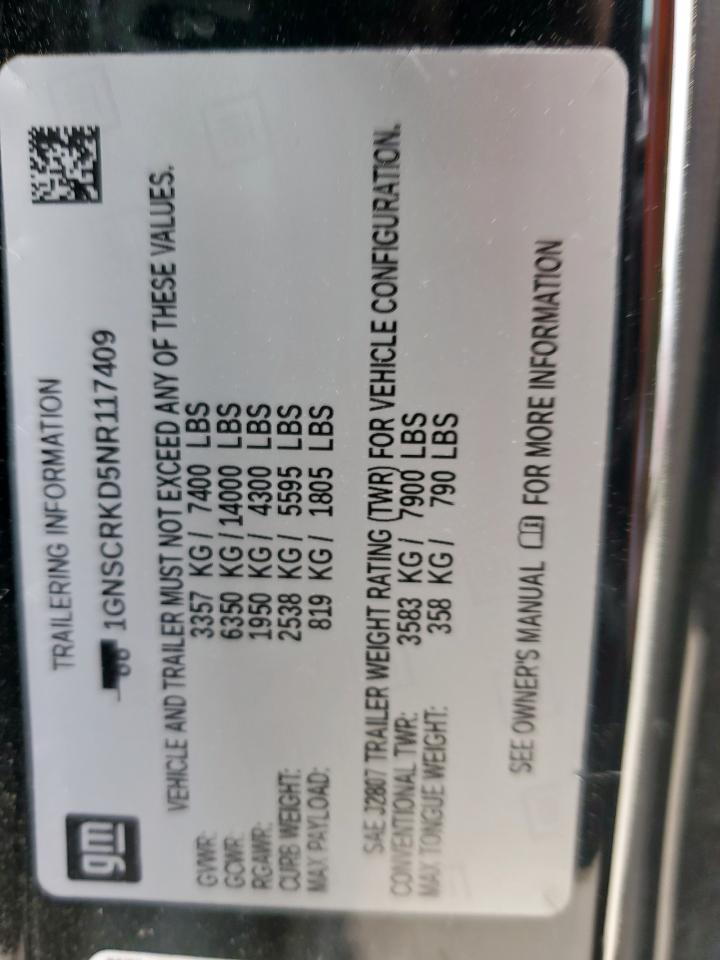 gm
TRAILERING INFORMATION
1GNSCRKD5NR117409
VEHICLE AND TRAILER MUST NOT EXCEED ANY OF THESE VALUES.
GVWR: 3357 KG / 7400 LBS
GCWR: 6350 KG / 14000 LBS
RGAWR: 1950 KG / 4300 LBS
CURB WEIGHT: 2538 KG / 5595 LBS
MAX PAYLOAD: 819 KG / 1805 LBS
SAE J2807 TRAILER WEIGHT RATING (TWR) FOR VEHICLE CONFIGURATION.
CONVENTIONAL TWR: 3583 KG / 7900 LBS
MAX TONGUE WEIGHT: 358 KG / 790 LBS
SEE OWNER'S MANUAL FOR MORE INFORMATION